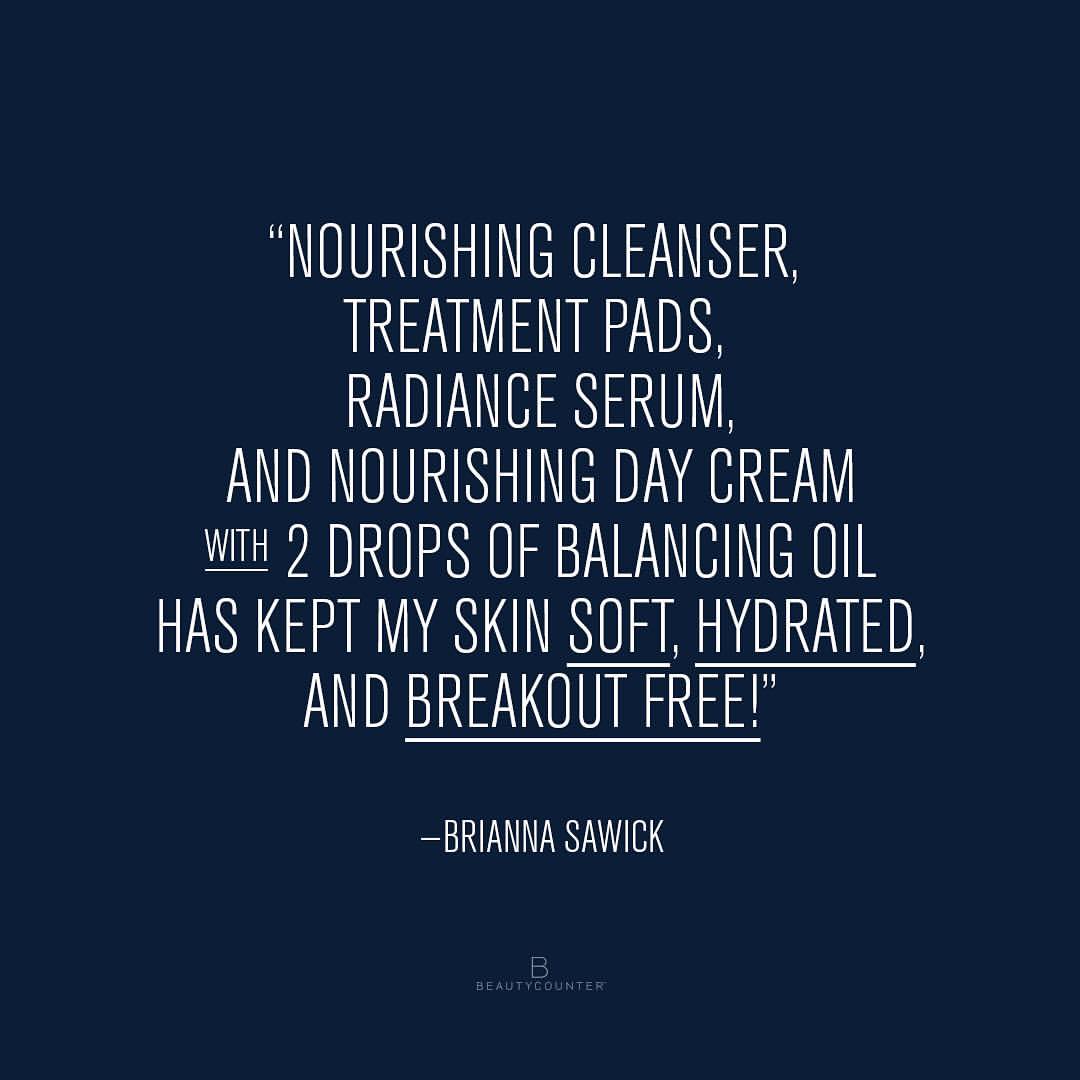 “NOURISHING CLEANSER,
TREATMENT PADS,
RADIANCE SERUM,
AND NOURISHING DAY CREAM
WITH 2 DROPS OF BALANCING OIL
HAS KEPT MY SKIN SOFT, HYDRATED,
AND BREAKOUT FREE!”
–BRIANNA SAWICK
B
BEAUTYCOUNTER